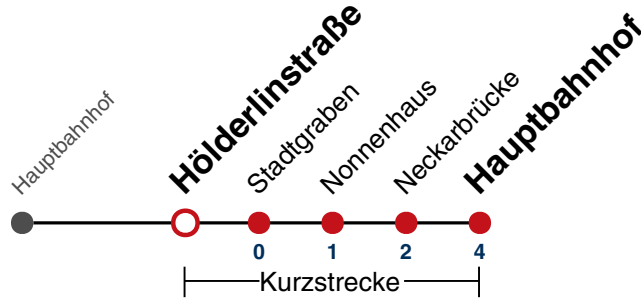 Hauptbahnhof
Hölderlinstraße
Stadtgraben
Nonnenhaus
Neckarbrücke
Hauptbahnhof
0 1 2 4
Kurzstrecke